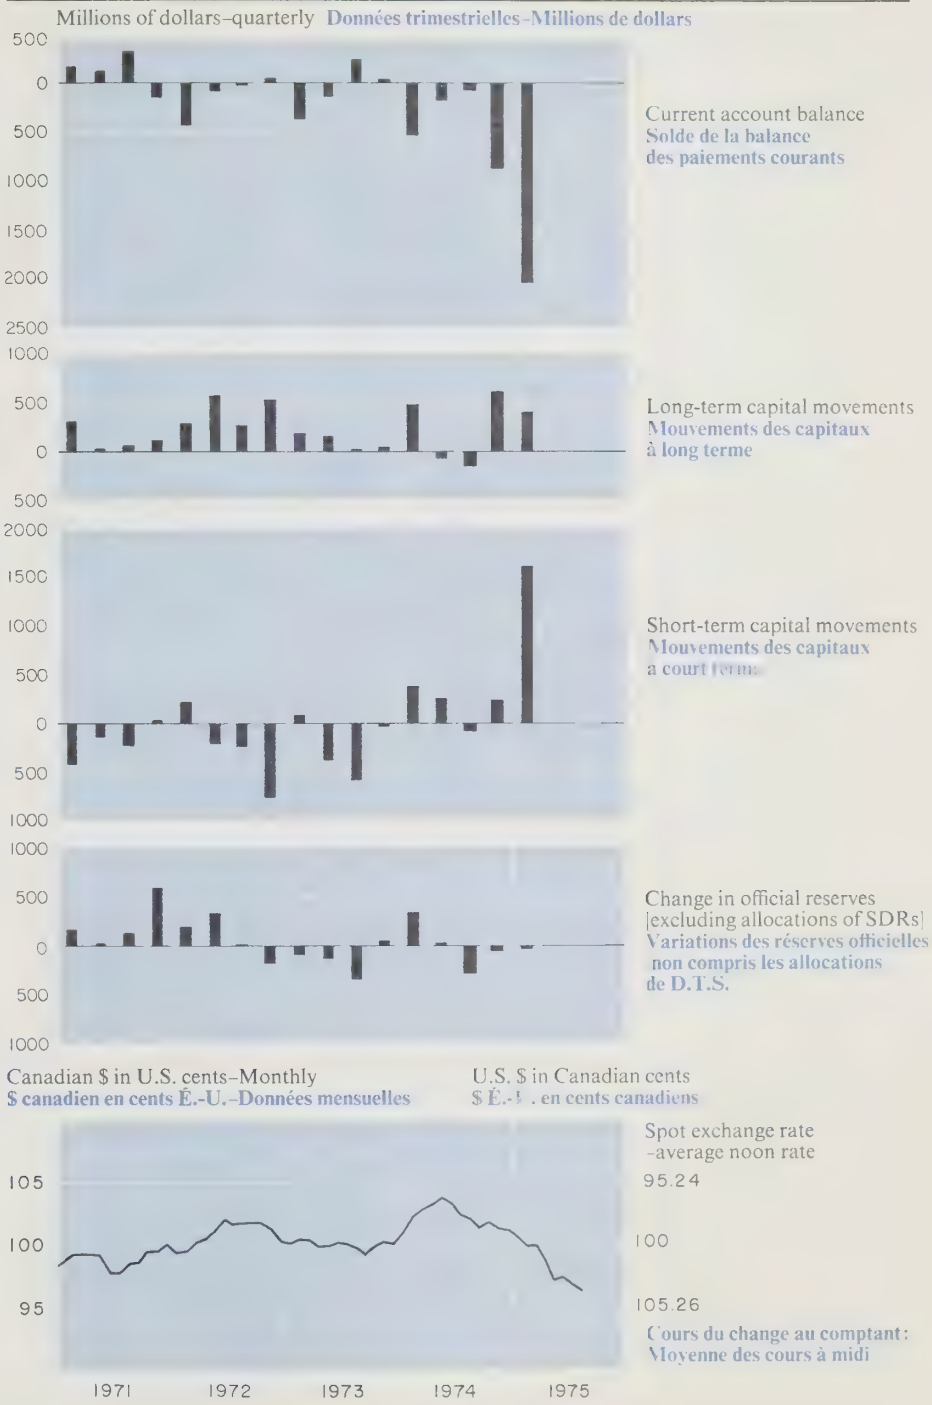 Millions of dollars–quarterly Données trimestrielles–Millions de dollars
500
0
500
1000
1500
2000
2500
Current account balance
Solde de la balance
des paiements courants
1000
500
0
500
Long-term capital movements
Mouvements des capitaux
à long terme
2000
1500
1000
500
0
500
1000
Short-term capital movements
Mouvements des capitaux
a court
1000
500
0
500
1000
Change in official reserves
[excluding allocations of SDRs]
Variations des réserves officielles
non compris les allocations
de D.T.S.
Canadian $ in U.S. cents–Monthly
$ canadien en cents É.-U.–Données mensuelles
U.S. $ in Canadian cents
$ É.- . en cents canadiens
105
100
95
Spot exchange rate
-average noon rate
95.24
100
105.26
Cours du change au comptant:
Moyenne des cours à midi
1971 1972 1973 1974 1975